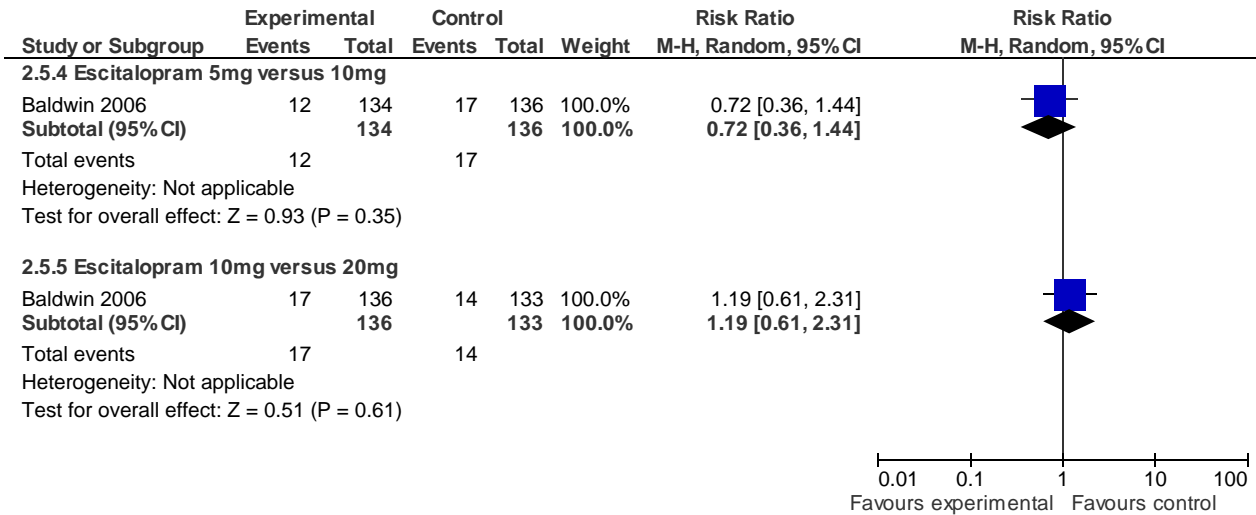 Experimental Control Risk Ratio Risk Ratio
Study or Subgroup Events Total Events Total Weight M-H, Random, 95% CI M-H, Random, 95% CI
2.5.4 Escitalopram 5mg versus 10mg
Baldwin 2006 12 134 17 136 100.0% 0.72 [0.36, 1.44]
Subtotal (95% CI) 134 136 100.0% 0.72 [0.36, 1.44]
Total events 12 17
Heterogeneity: Not applicable
Test for overall effect: Z = 0.93 (P = 0.35)
2.5.5 Escitalopram 10mg versus 20mg
Baldwin 2006 17 136 14 133 100.0% 1.19 [0.61, 2.31]
Subtotal (95% CI) 136 133 100.0% 1.19 [0.61, 2.31]
Total events 17 14
Heterogeneity: Not applicable
Test for overall effect: Z = 0.51 (P = 0.61)
0.01 0.1 1 10 100
Favours experimental Favours control